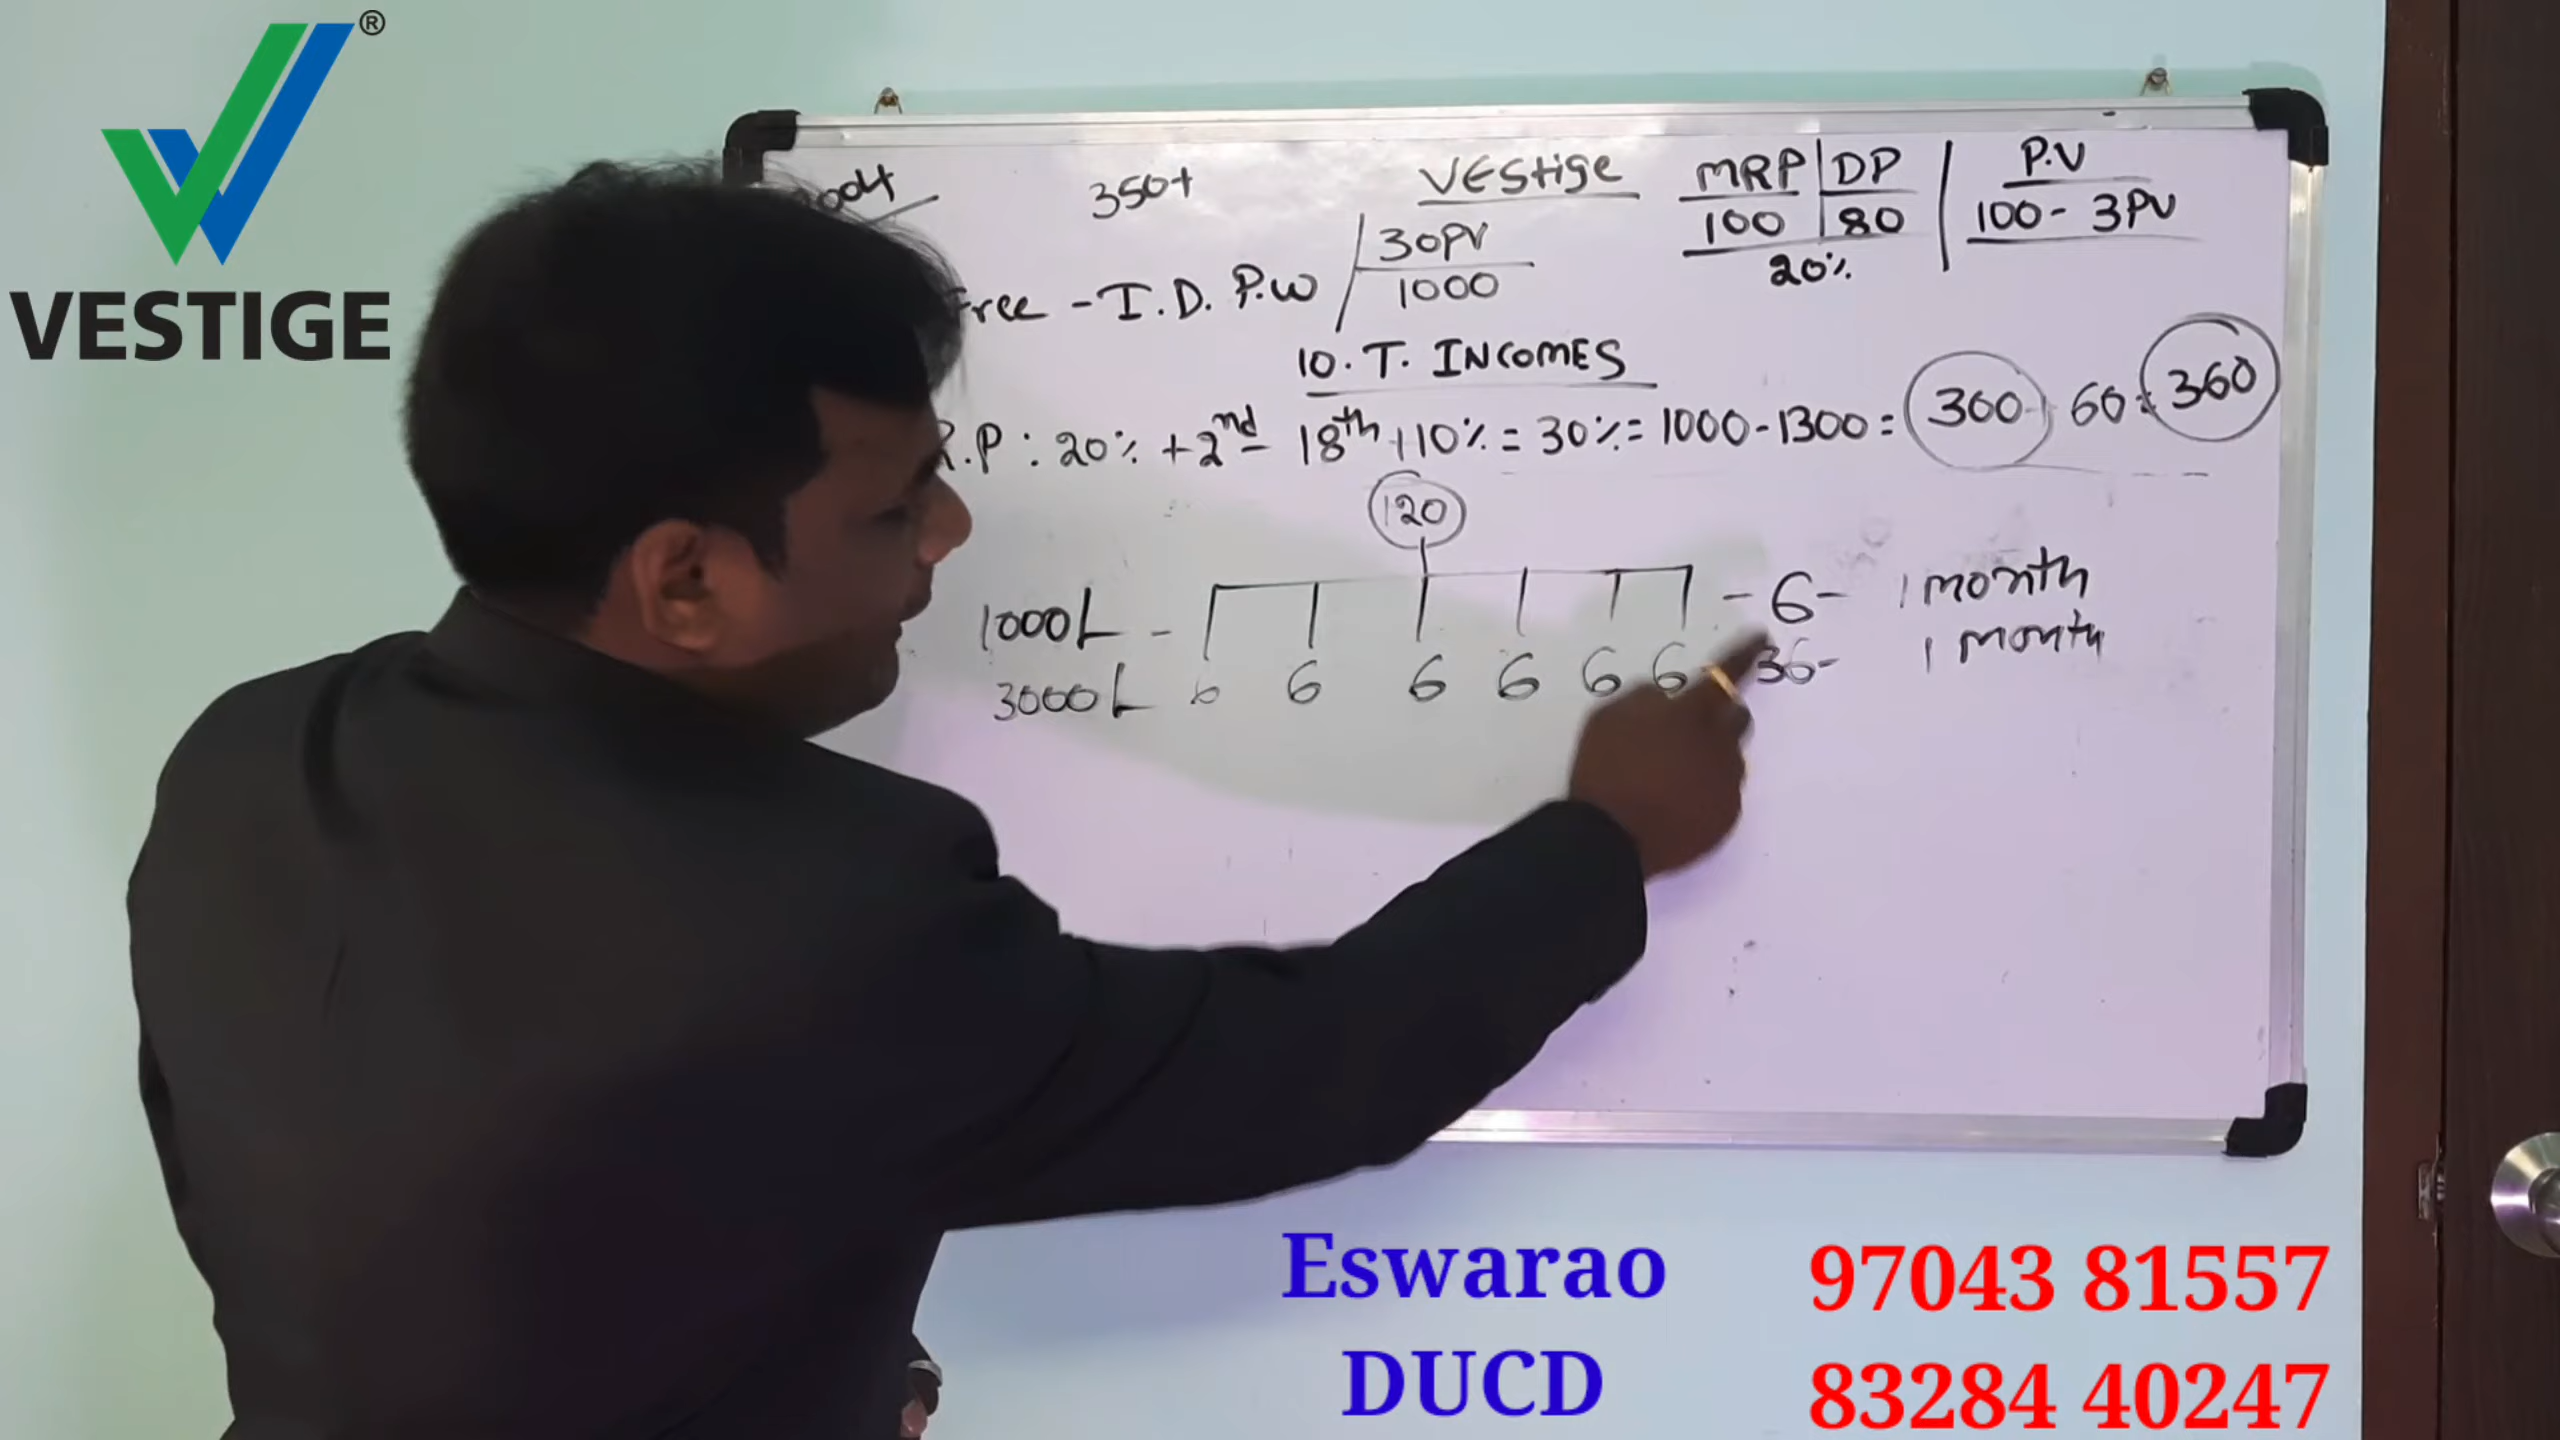 ®
VESTIGE
2004 350+ VEStige MRP DP P.V
100 80 100 - 3PV
20%
Free - I.D. P.W 30PV
1000
10. T. INCOMES
R.P : 20% + 2nd - 18th +10% = 30% = 1000 - 1300 = 300 + 60 = 360
120
1000L - - 6 - 1 month
3000L 6 6 6 6 6 6 36 - 1 month
Eswarao 97043 81557
DUCD 83284 40247